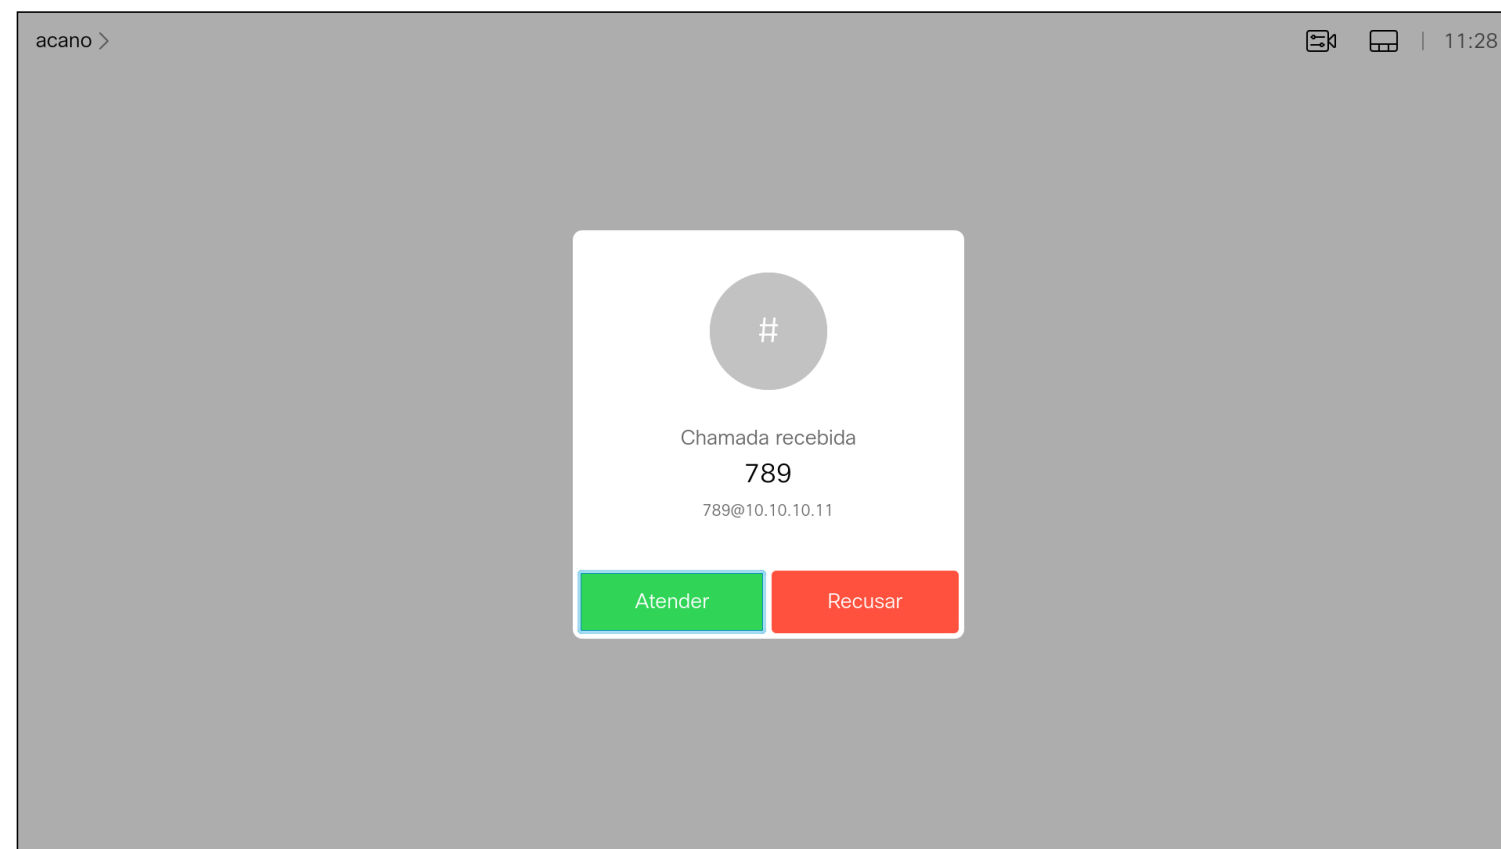 acano
11:28
#
Chamada recebida
789
789@10.10.10.11
Atender
Recusar